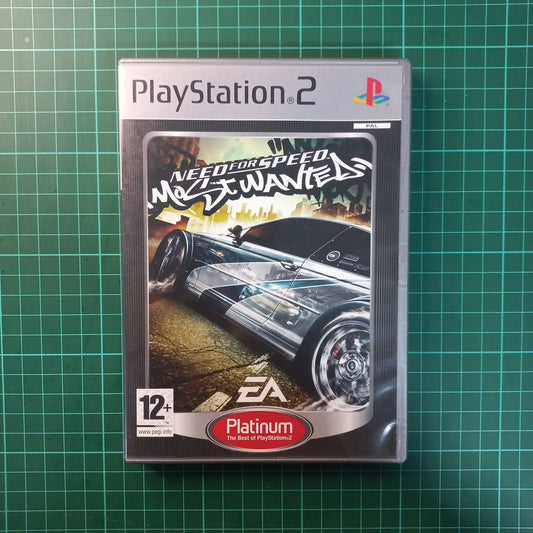 PlayStation®2
PAL
NEED FOR SPEED
MOST WANTED
EA
12+
www.pegi.info
Platinum
The Best of PlayStation®2